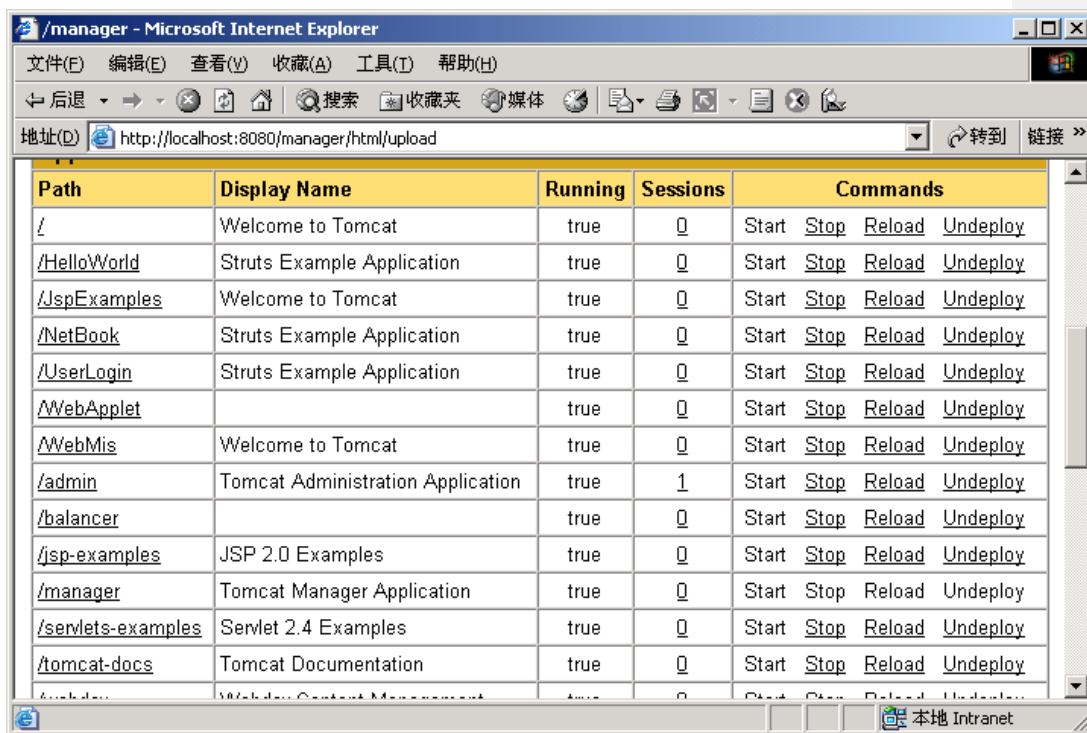 /manager - Microsoft Internet Explorer
文件(F) 编辑(E) 查看(V) 收藏(A) 工具(T) 帮助(H)
后退 搜索 收藏夹 媒体
地址(D) http://localhost:8080/manager/html/upload 转到 链接 »
Path Display Name Running Sessions Commands
/ Welcome to Tomcat true 0 Start Stop Reload Undeploy
/HelloWorld Struts Example Application true 0 Start Stop Reload Undeploy
/JspExamples Welcome to Tomcat true 0 Start Stop Reload Undeploy
/NetBook Struts Example Application true 0 Start Stop Reload Undeploy
/UserLogin Struts Example Application true 0 Start Stop Reload Undeploy
/WebApplet true 0 Start Stop Reload Undeploy
/WebMis Welcome to Tomcat true 0 Start Stop Reload Undeploy
/admin Tomcat Administration Application true 1 Start Stop Reload Undeploy
/balancer true 0 Start Stop Reload Undeploy
/jsp-examples JSP 2.0 Examples true 0 Start Stop Reload Undeploy
/manager Tomcat Manager Application true 0 Start Stop Reload Undeploy
/servlets-examples Servlet 2.4 Examples true 0 Start Stop Reload Undeploy
/tomcat-docs Tomcat Documentation true 0 Start Stop Reload Undeploy
本地 Intranet